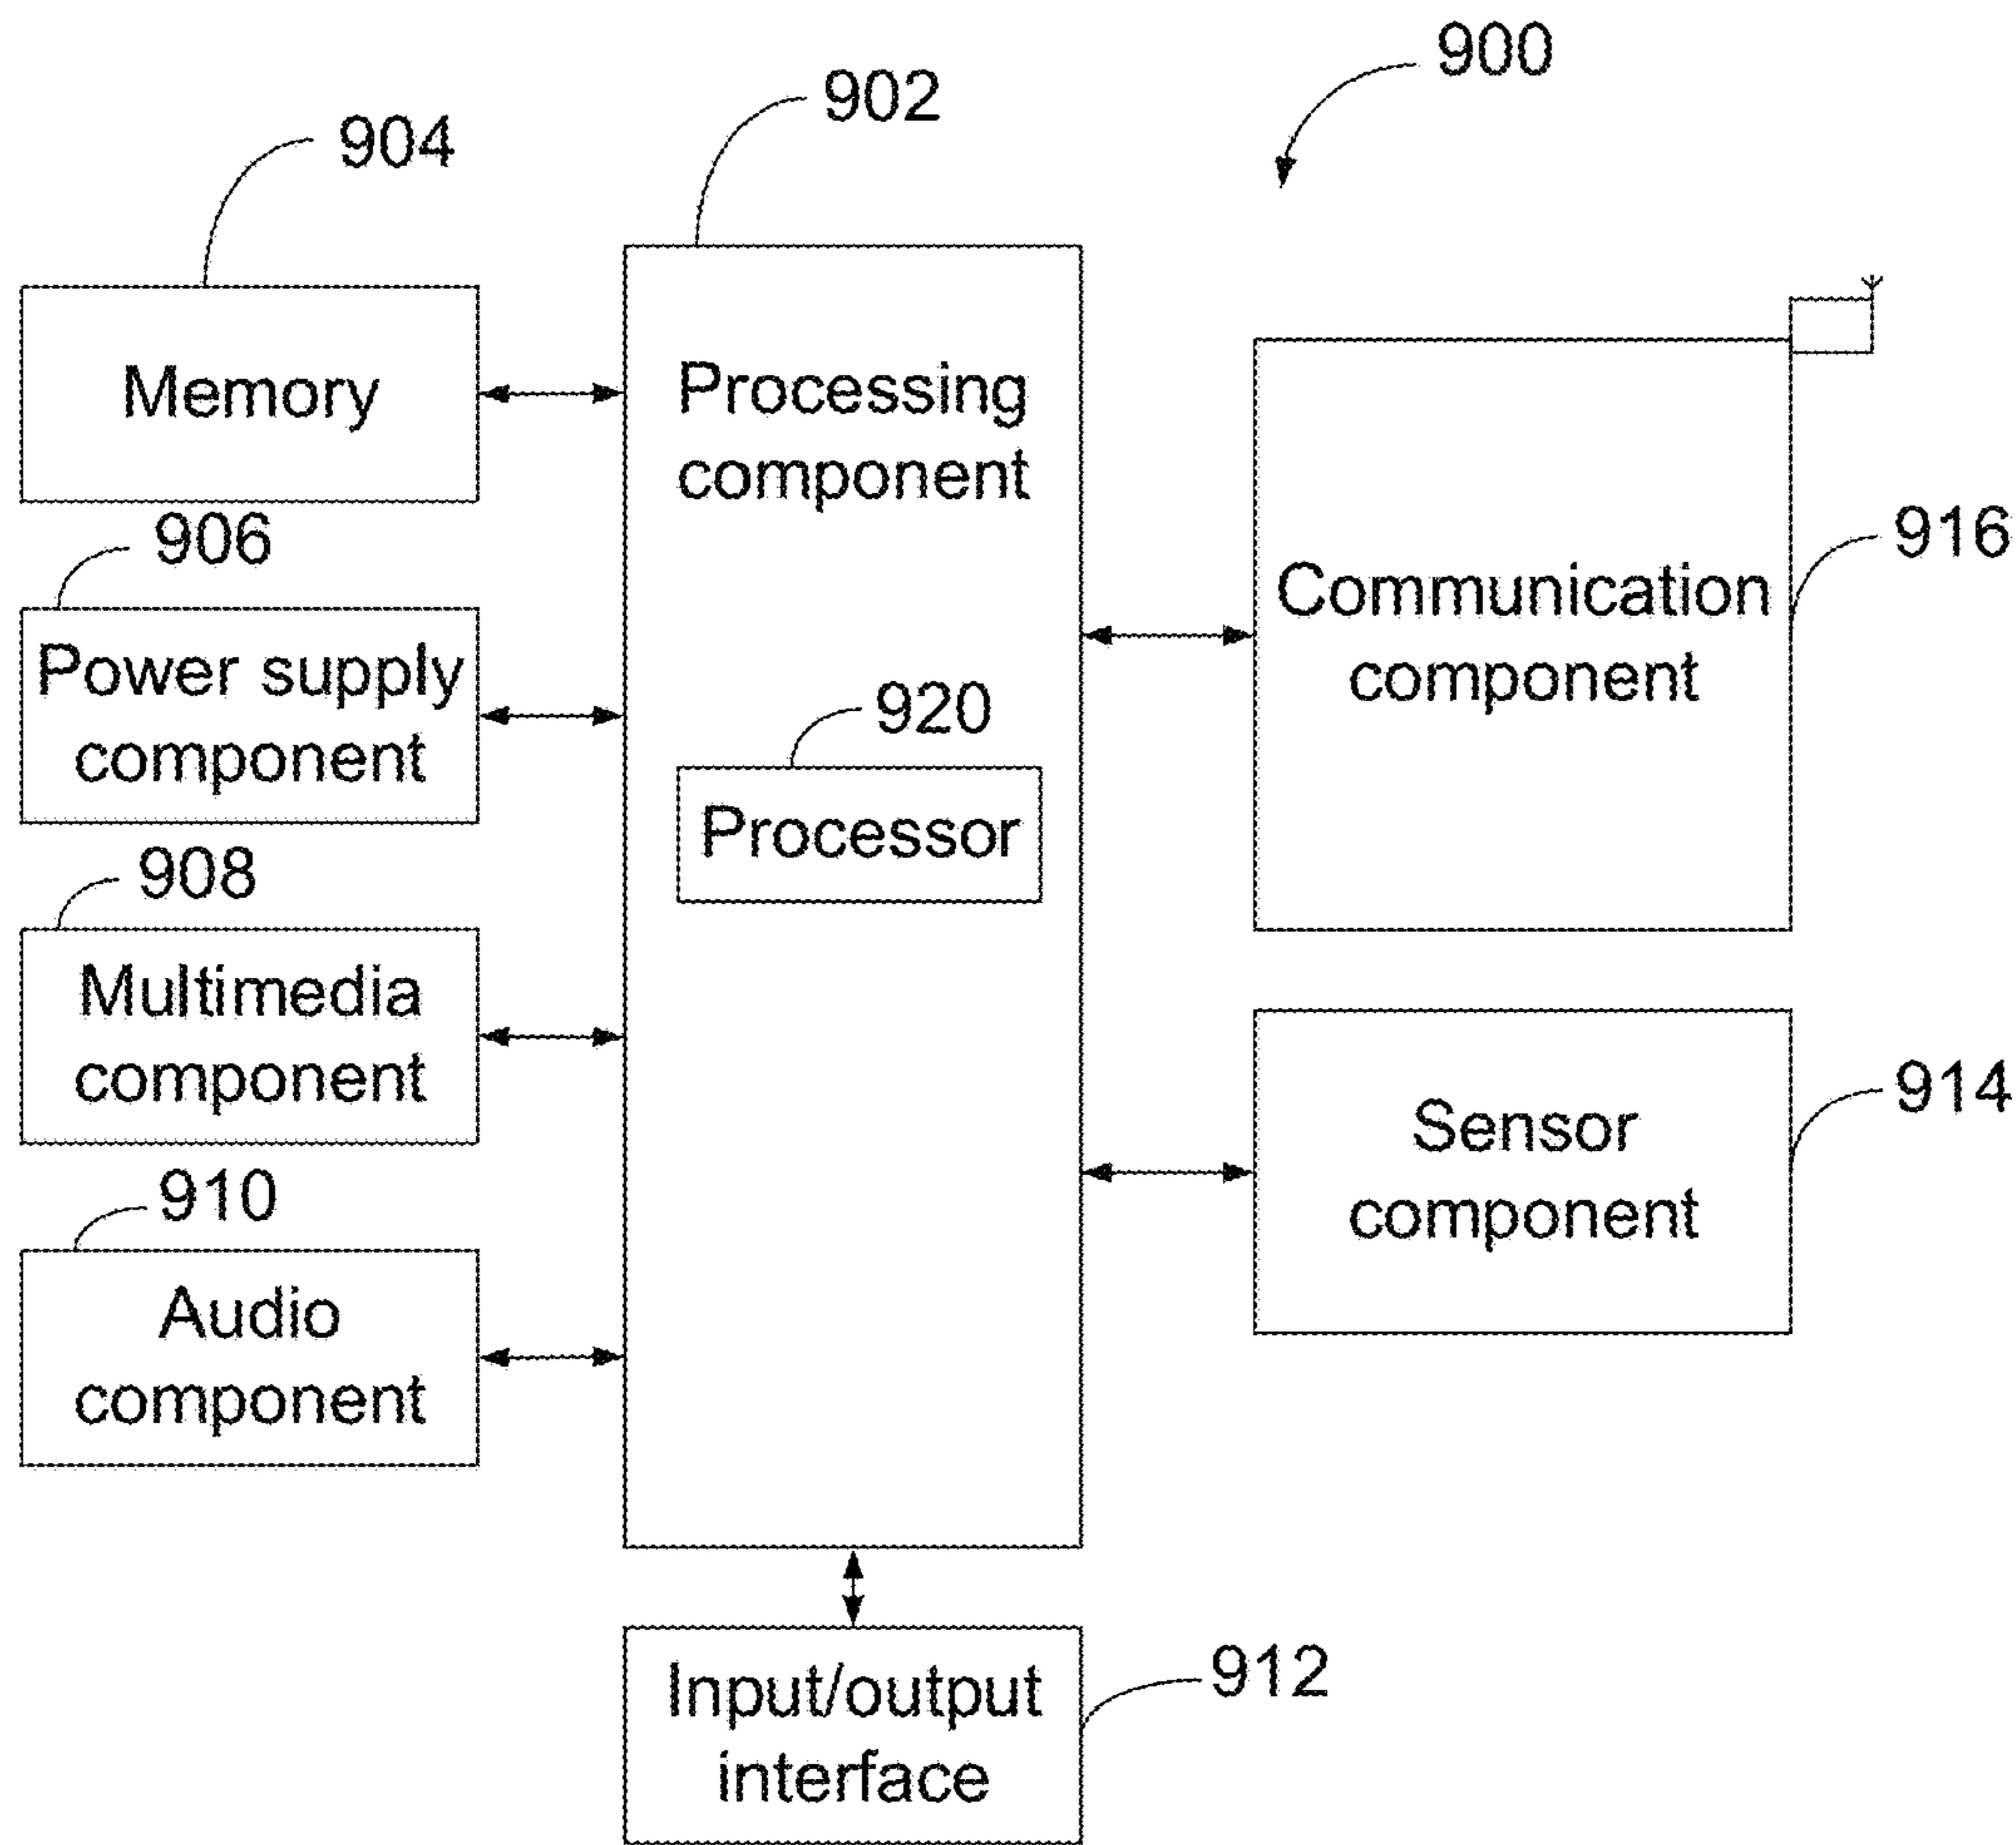 900
902
904
Memory
Processing
component
906
Power supply
component
916
Communication
component
920
Processor
908
Multimedia
component
914
Sensor
component
910
Audio
component
912
Input/output
interface